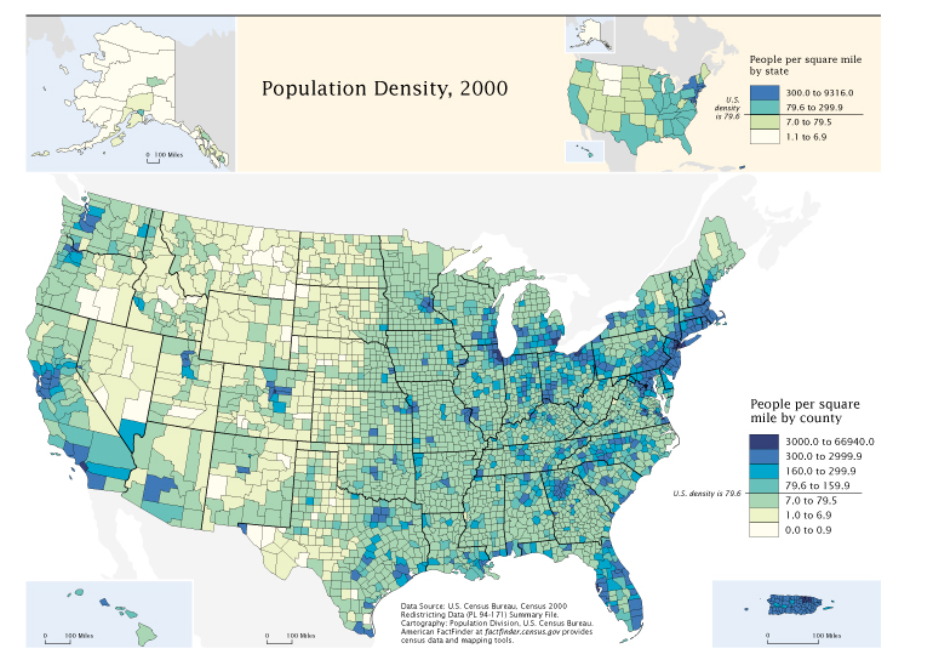 Population Density, 2000
0 100 Miles
People per square mile
by state
U.S.
density
is 79.6
300.0 to 9316.0
79.6 to 299.9
7.0 to 79.5
1.1 to 6.9
People per square
mile by county
3000.0 to 66940.0
300.0 to 2999.9
160.0 to 299.9
79.6 to 159.9
U.S. density is 79.6
7.0 to 79.5
1.0 to 6.9
0.0 to 0.9
0 100 Miles
0 100 Miles
Data Source: U.S. Census Bureau, Census 2000
Redistricting Data (PL 94-171) Summary File.
Cartography: Population Division, U.S. Census Bureau.
American FactFinder at factfinder.census.gov provides
census data and mapping tools.
0 100 Miles